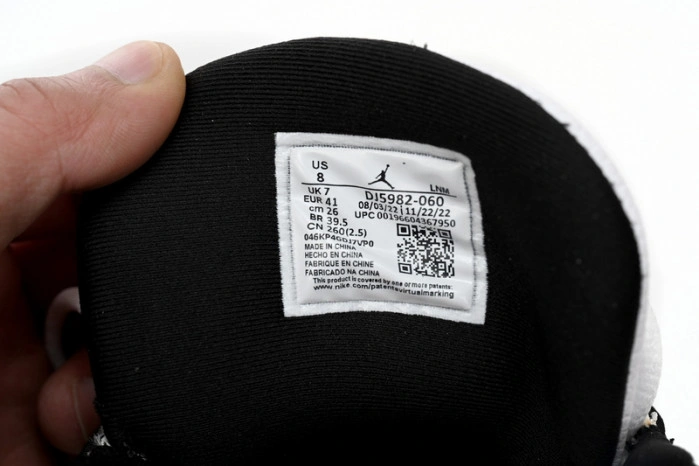 US
8
UK 7
EUR 41
cm 26
BR 39.5
CN 260(2.5)
LNM
DJ5982-060
08/03/22 | 11/22/22
UPC 00196604367950
MADE IN CHINA
HECHO EN CHINA
FABRIQUE EN CHINE
FABRICADO NA CHINA
This product is covered by one or more patents:
www.nike.com/patentsvirtualmarking